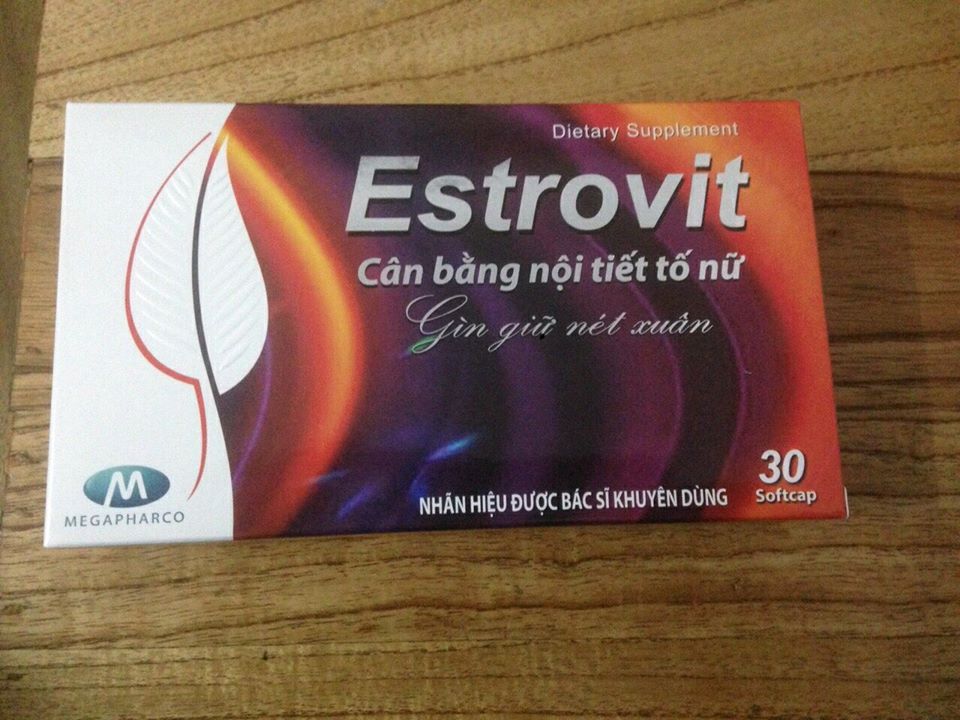 Dietary Supplement
Estrovit
Cân bằng nội tiết tố nữ
Gìn giữ nét xuân
NHÃN HIỆU ĐƯỢC BÁC SĨ KHUYÊN DÙNG
30
Softcap
M
MEGAPHARCO